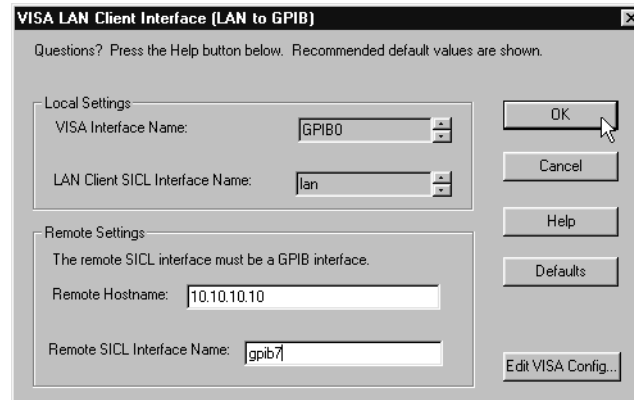 VISA LAN Client Interface (LAN to GPIB)
Questions? Press the Help button below. Recommended default values are shown.
Local Settings
VISA Interface Name: GPIB0
LAN Client SICL Interface Name: lan
OK
Cancel
Help
Defaults
Remote Settings
The remote SICL interface must be a GPIB interface.
Remote Hostname: 10.10.10.10
Remote SICL Interface Name: gpib7
Edit VISA Config...